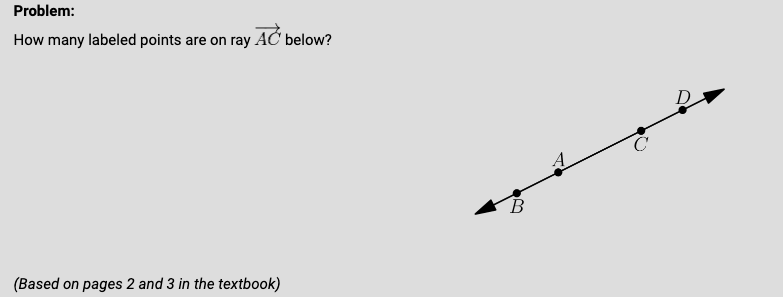 Problem:
How many labeled points are on ray $\overrightarrow{AC}$ below?
D
C
A
B
(Based on pages 2 and 3 in the textbook)